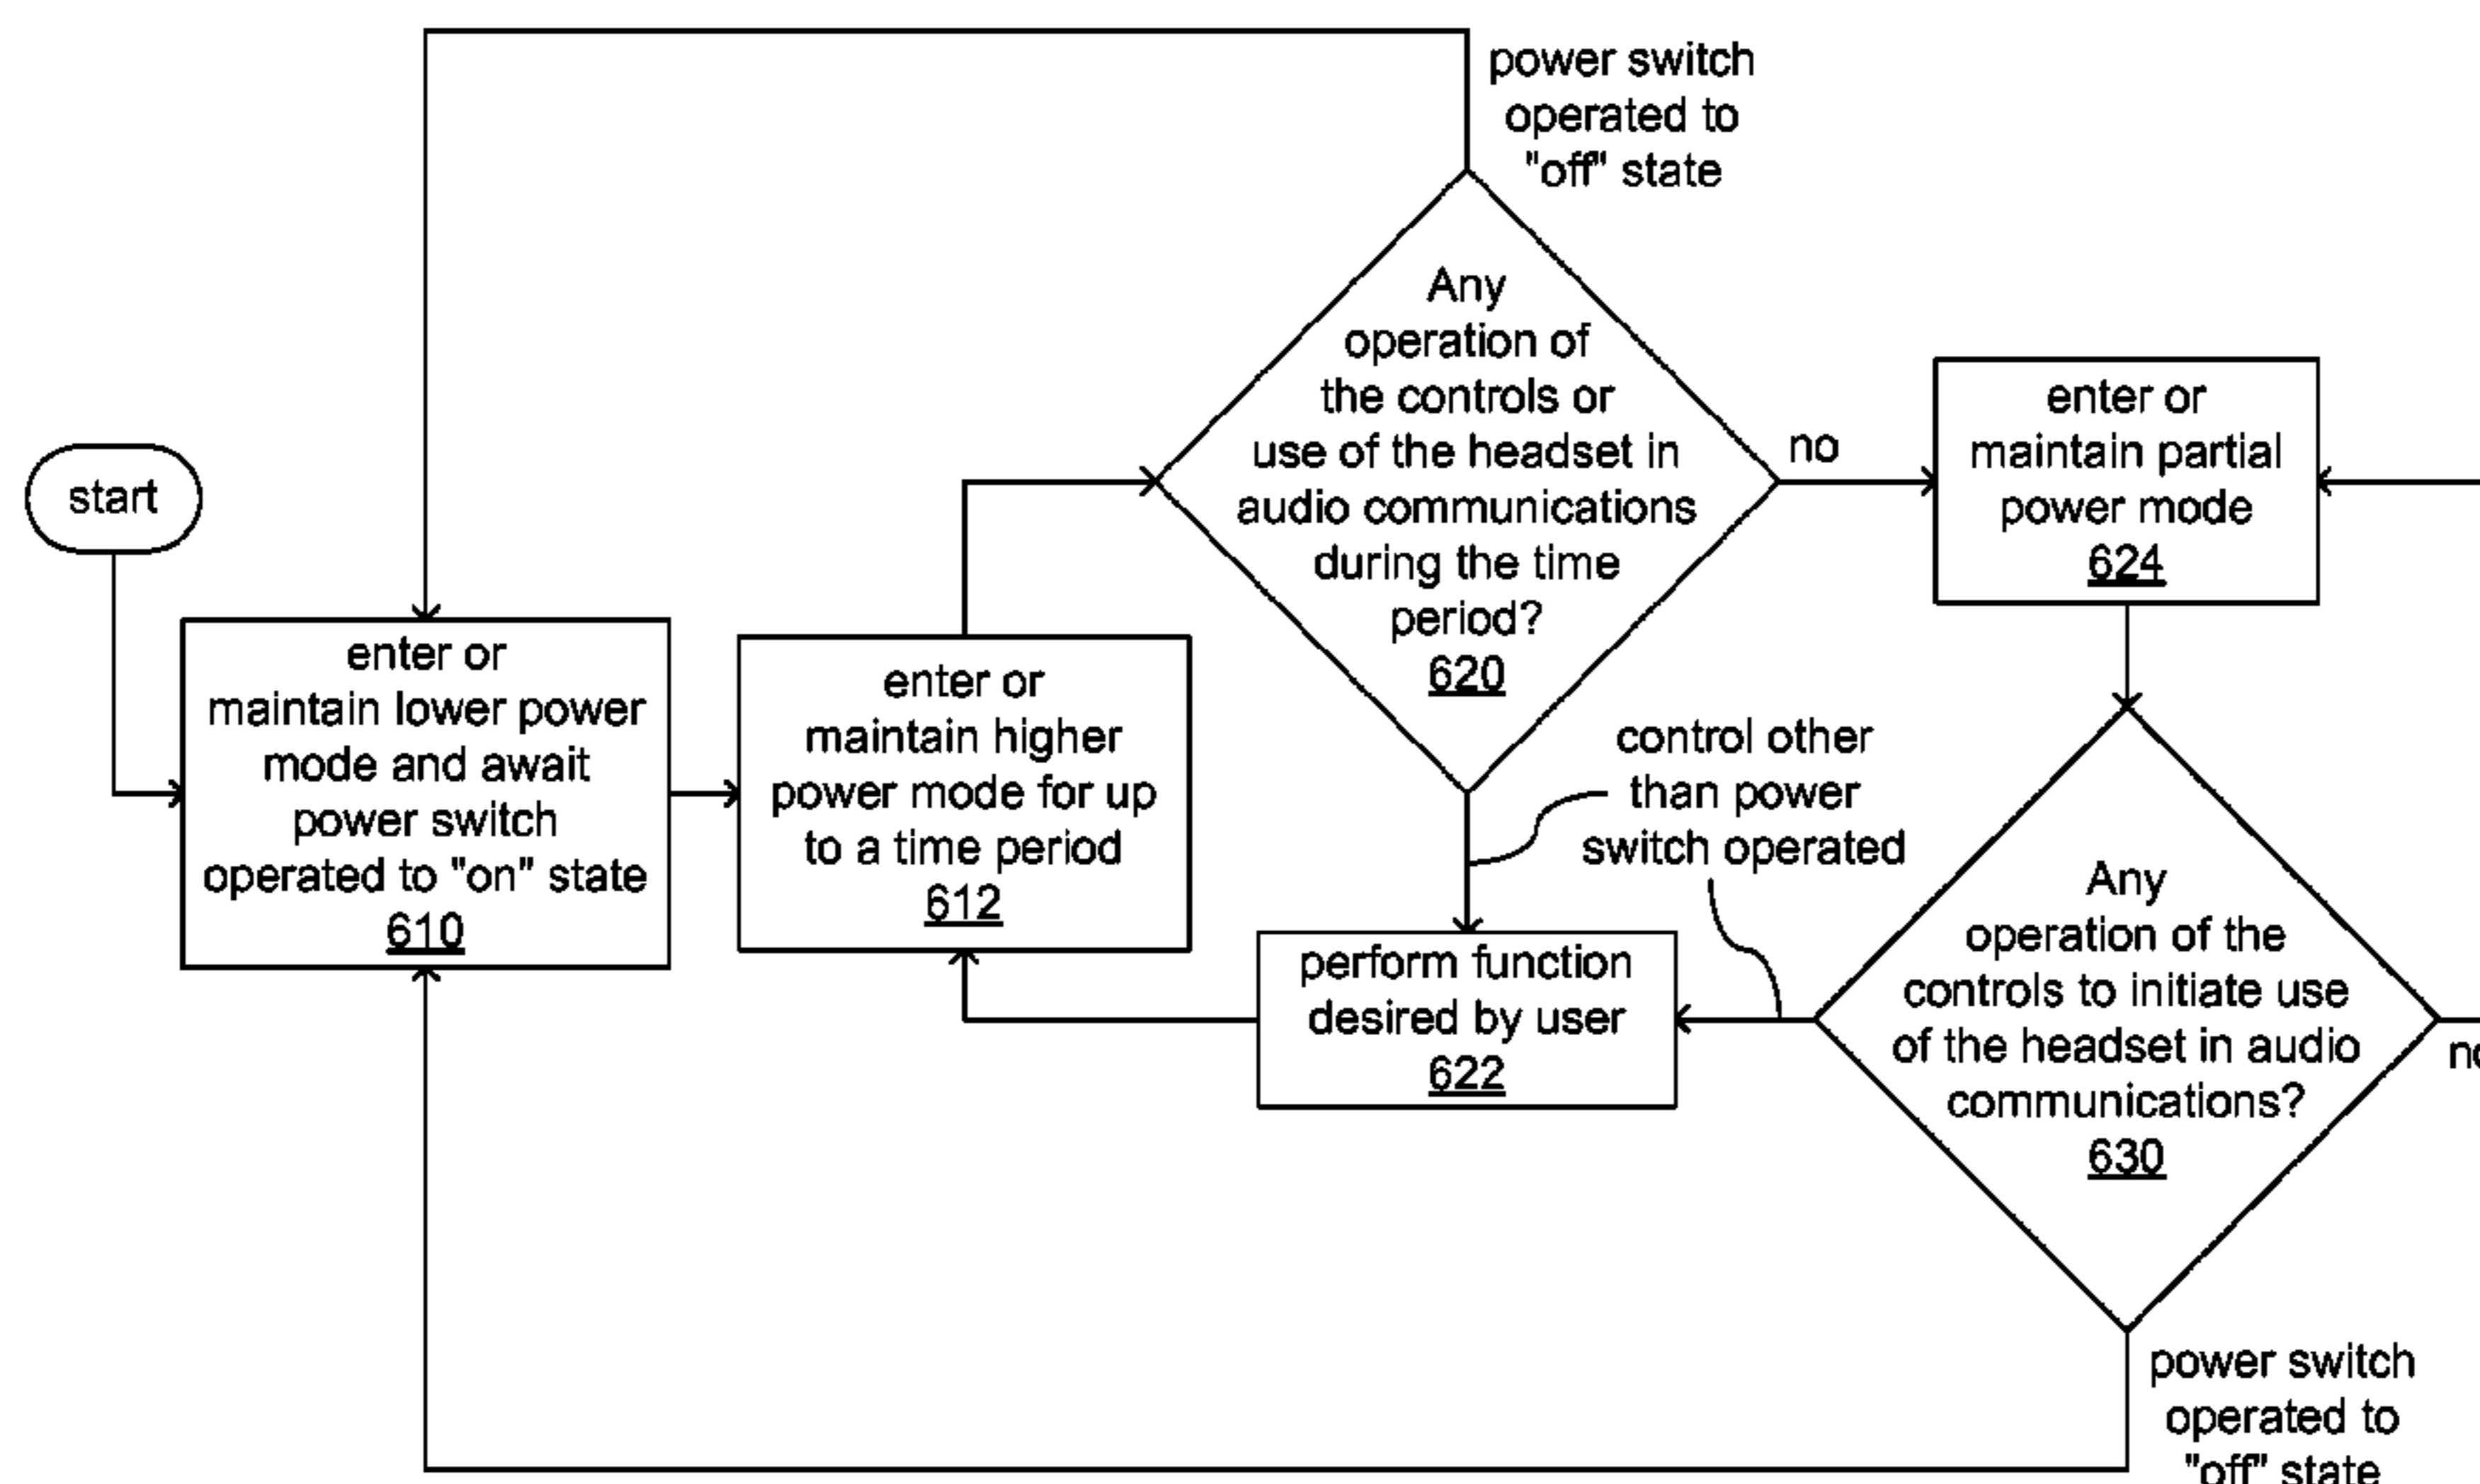 start
enter or
maintain lower power
mode and await
power switch
operated to "on" state
610
enter or
maintain higher
power mode for up
to a time period
612
power switch
operated to
"off" state
Any
operation of
the controls or
use of the headset in
audio communications
during the time
period?
620
no
enter or
maintain partial
power mode
624
control other
than power
switch operated
perform function
desired by user
622
Any
operation of the
controls to initiate use
of the headset in audio
communications?
630
power switch
operated to
"off" state